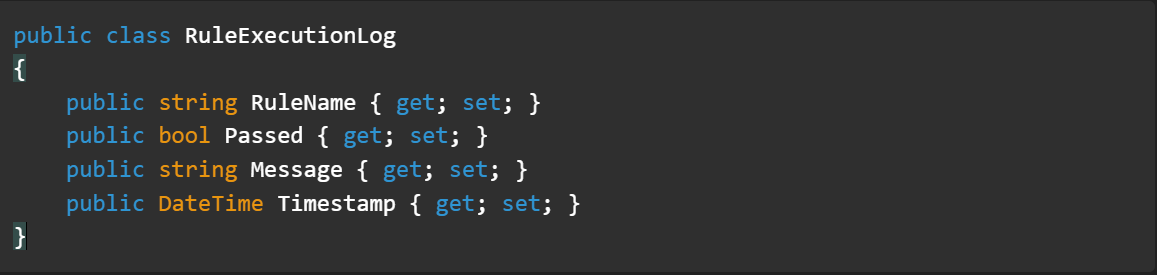 public class RuleExecutionLog
{
    public string RuleName { get; set; }
    public bool Passed { get; set; }
    public string Message { get; set; }
    public DateTime Timestamp { get; set; }
}